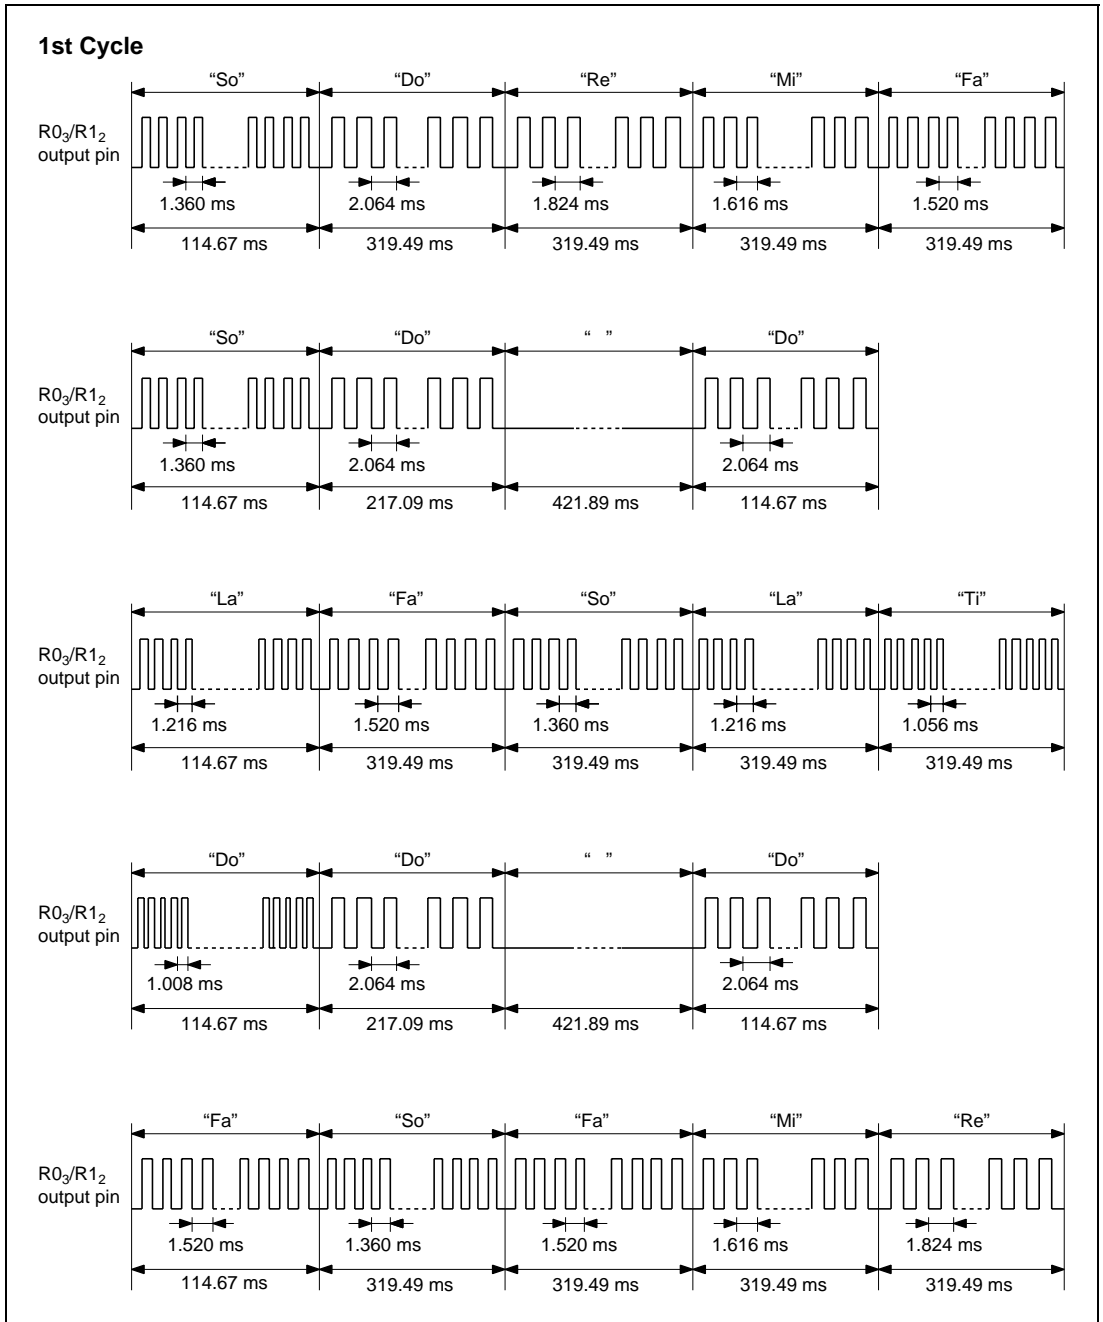 1st Cycle
“So” “Do” “Re” “Mi” “Fa”
R0₃/R1₂
output pin
1.360 ms 2.064 ms 1.824 ms 1.616 ms 1.520 ms
114.67 ms 319.49 ms 319.49 ms 319.49 ms 319.49 ms
“So” “Do” “ ” “Do”
R0₃/R1₂
output pin
1.360 ms 2.064 ms 2.064 ms
114.67 ms 217.09 ms 421.89 ms 114.67 ms
“La” “Fa” “So” “La” “Ti”
R0₃/R1₂
output pin
1.216 ms 1.520 ms 1.360 ms 1.216 ms 1.056 ms
114.67 ms 319.49 ms 319.49 ms 319.49 ms 319.49 ms
“Do” “Do” “ ” “Do”
R0₃/R1₂
output pin
1.008 ms 2.064 ms 2.064 ms
114.67 ms 217.09 ms 421.89 ms 114.67 ms
“Fa” “So” “Fa” “Mi” “Re”
R0₃/R1₂
output pin
1.520 ms 1.360 ms 1.520 ms 1.616 ms 1.824 ms
114.67 ms 319.49 ms 319.49 ms 319.49 ms 319.49 ms